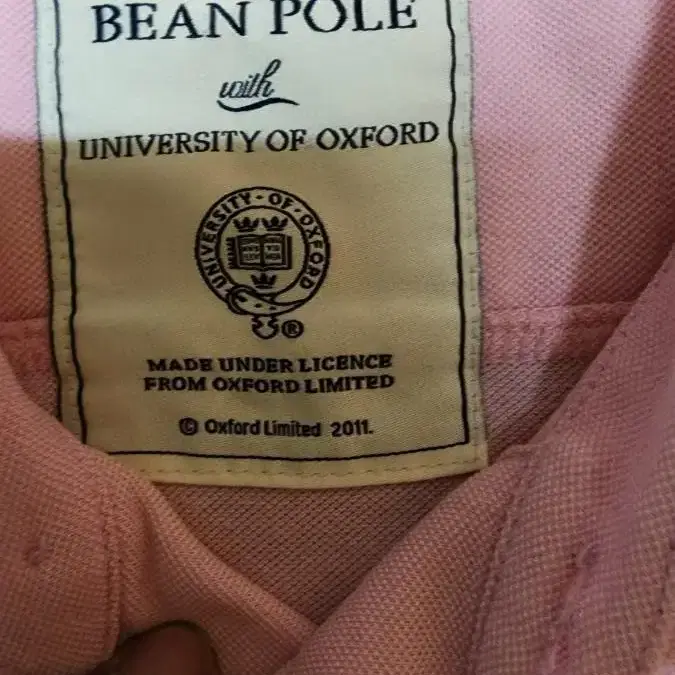 BEAN POLE
with
UNIVERSITY OF OXFORD
UNIVERSITY · OF · OXFORD
®
MADE UNDER LICENCE
FROM OXFORD LIMITED
© Oxford Limited 2011.